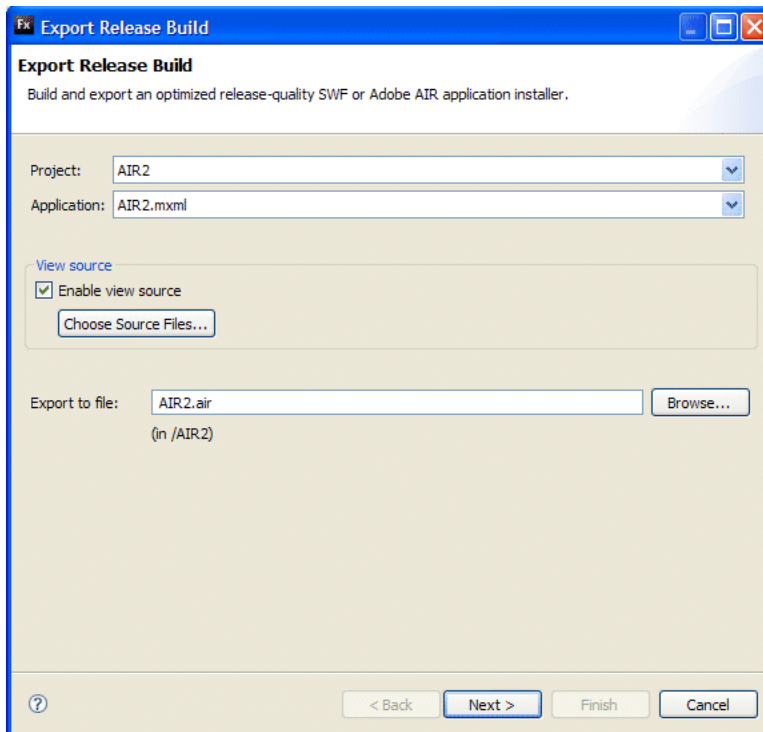 Fx Export Release Build
Export Release Build
Build and export an optimized release-quality SWF or Adobe AIR application installer.
Project: AIR2
Application: AIR2.mxml
View source
Enable view source
Choose Source Files...
Export to file: AIR2.air Browse...
(in /AIR2)
? < Back Next > Finish Cancel